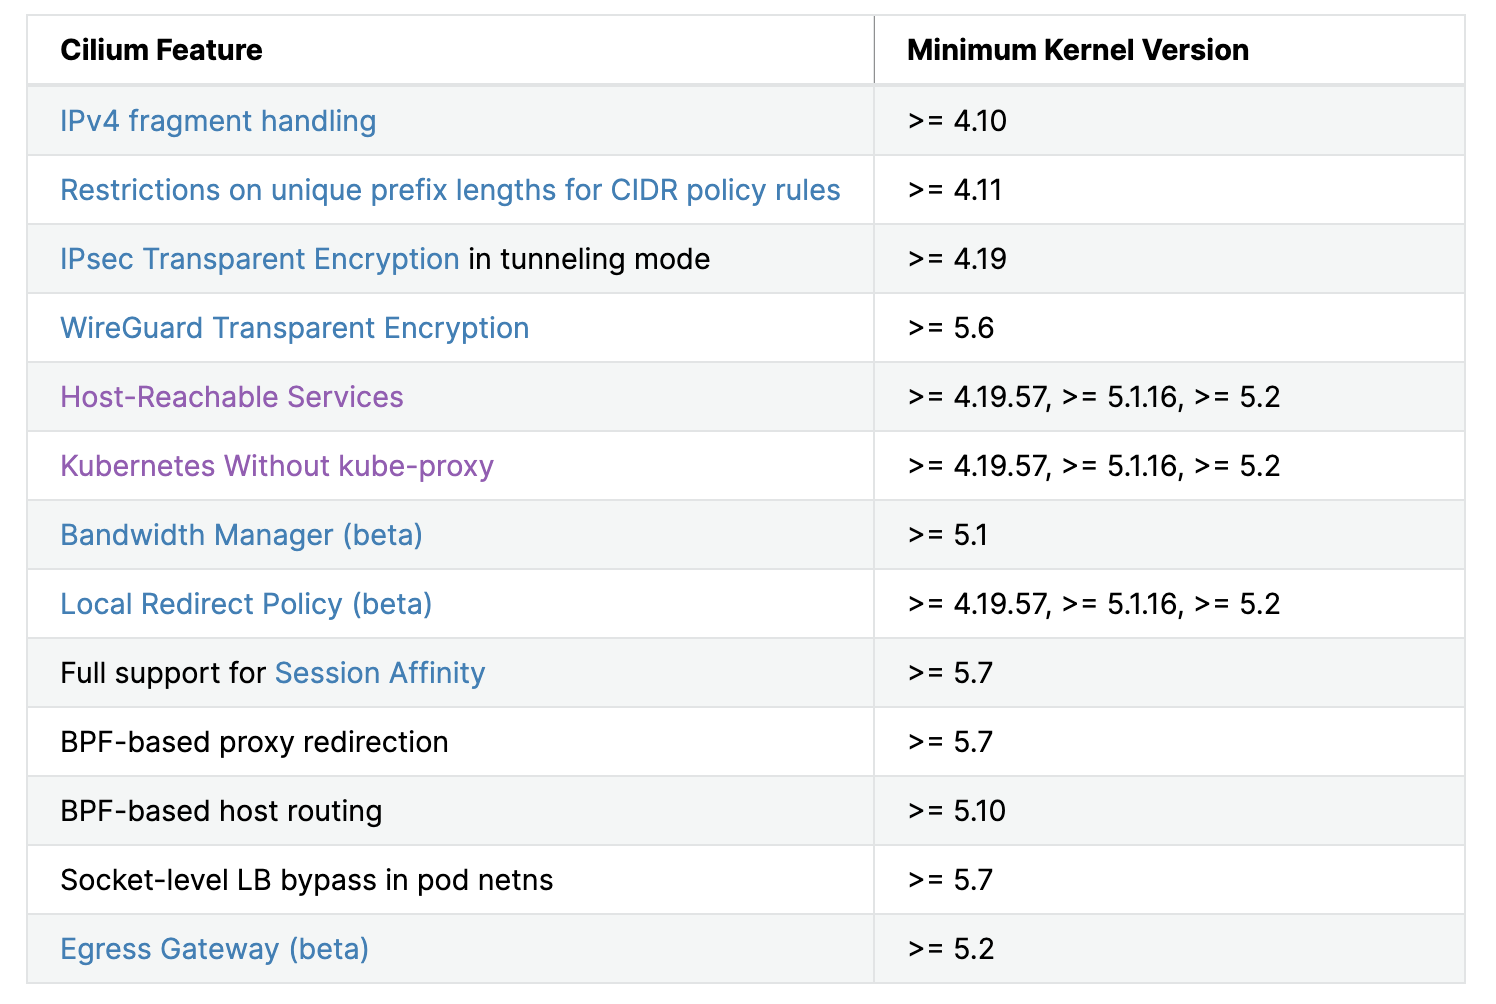 Cilium Feature Minimum Kernel Version
IPv4 fragment handling >= 4.10
Restrictions on unique prefix lengths for CIDR policy rules >= 4.11
IPsec Transparent Encryption in tunneling mode >= 4.19
WireGuard Transparent Encryption >= 5.6
Host-Reachable Services >= 4.19.57, >= 5.1.16, >= 5.2
Kubernetes Without kube-proxy >= 4.19.57, >= 5.1.16, >= 5.2
Bandwidth Manager (beta) >= 5.1
Local Redirect Policy (beta) >= 4.19.57, >= 5.1.16, >= 5.2
Full support for Session Affinity >= 5.7
BPF-based proxy redirection >= 5.7
BPF-based host routing >= 5.10
Socket-level LB bypass in pod netns >= 5.7
Egress Gateway (beta) >= 5.2